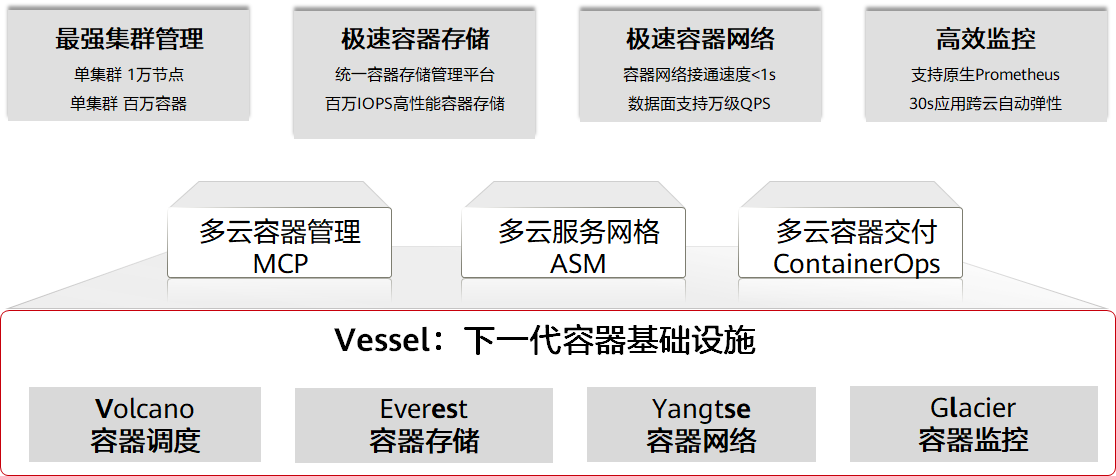 最强集群管理
单集群 1万节点
单集群 百万容器
极速容器存储
统一容器存储管理平台
百万IOPS高性能容器存储
极速容器网络
容器网络接通速度<1s
数据面支持万级QPS
高效监控
支持原生Prometheus
30s应用跨云自动弹性
多云容器管理
MCP
多云服务网格
ASM
多云容器交付
ContainerOps
Vessel：下一代容器基础设施
Volcano
容器调度
Everest
容器存储
Yangtse
容器网络
Glacier
容器监控